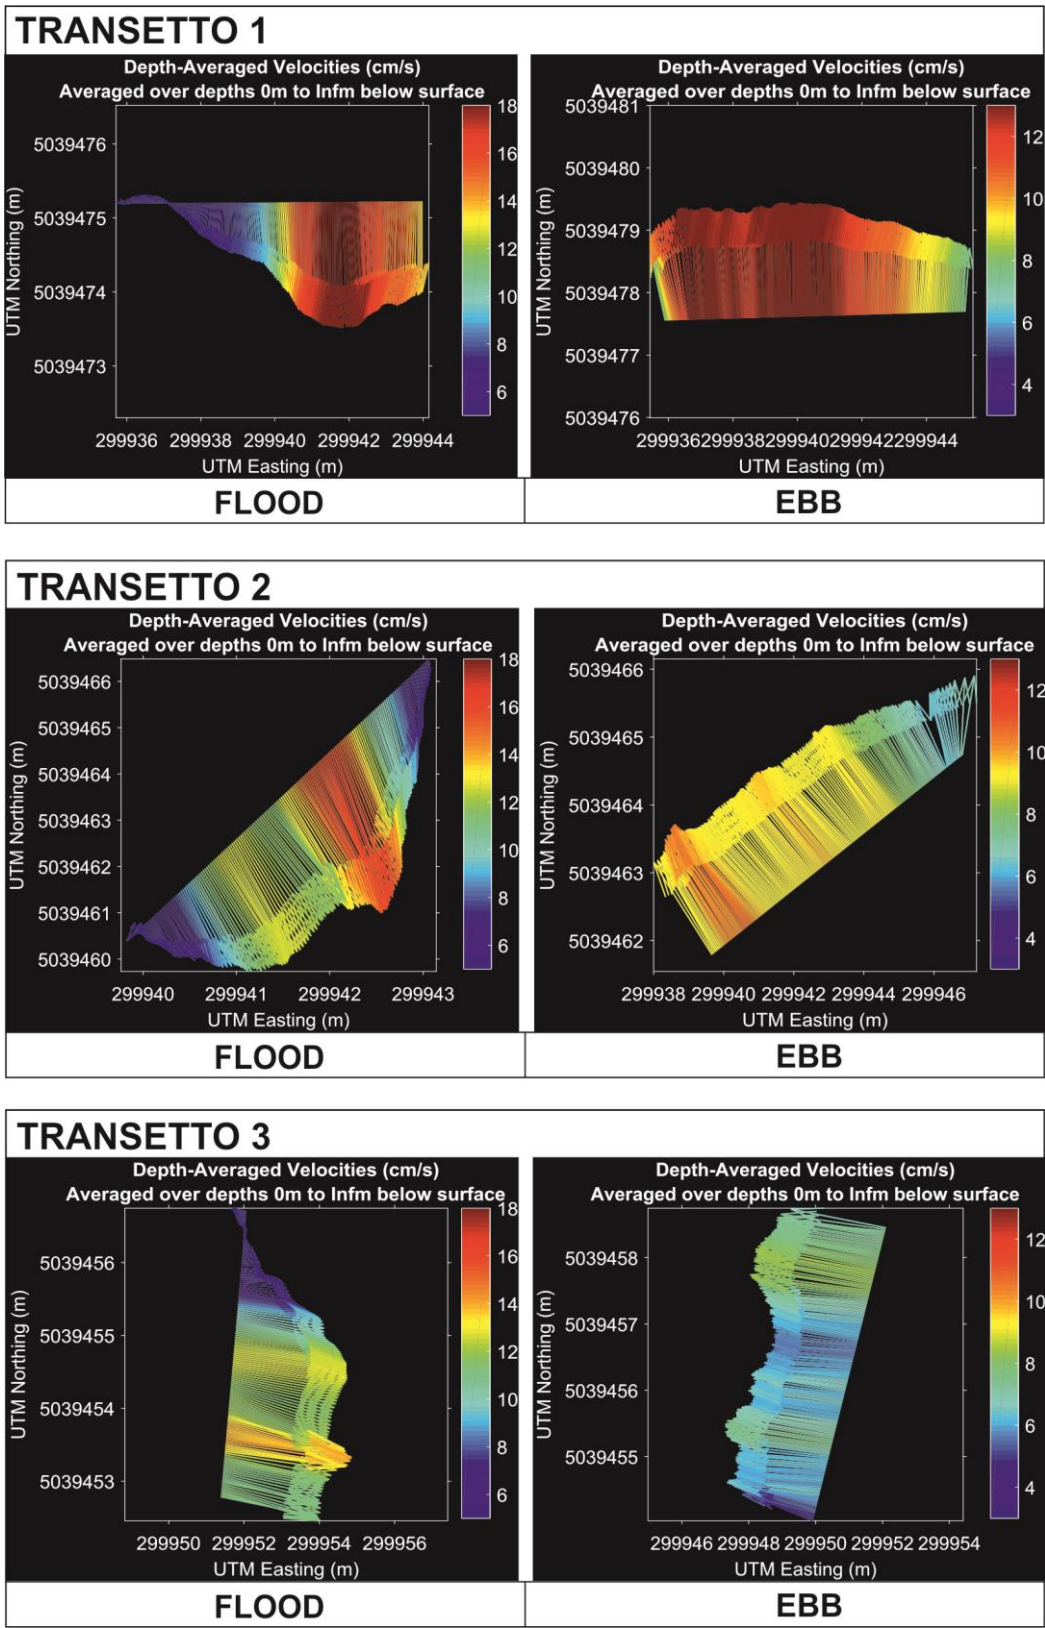 TRANSETTO 1
Depth-Averaged Velocities (cm/s)
Averaged over depths 0m to Infm below surface
5039476
5039475
5039474
5039473
UTM Northing (m)
299936 299938 299940 299942 299944
UTM Easting (m)
18
16
14
12
10
8
6
FLOOD
Depth-Averaged Velocities (cm/s)
Averaged over depths 0m to Infm below surface
5039481
5039480
5039479
5039478
5039477
5039476
UTM Northing (m)
299936 299938 299940 299942 299944
UTM Easting (m)
12
10
8
6
4
EBB
TRANSETTO 2
Depth-Averaged Velocities (cm/s)
Averaged over depths 0m to Infm below surface
5039466
5039465
5039464
5039463
5039462
5039461
5039460
UTM Northing (m)
299940 299941 299942 299943
UTM Easting (m)
18
16
14
12
10
8
6
FLOOD
Depth-Averaged Velocities (cm/s)
Averaged over depths 0m to Infm below surface
5039466
5039465
5039464
5039463
5039462
UTM Northing (m)
299938 299940 299942 299944 299946
UTM Easting (m)
12
10
8
6
4
EBB
TRANSETTO 3
Depth-Averaged Velocities (cm/s)
Averaged over depths 0m to Infm below surface
5039456
5039455
5039454
5039453
UTM Northing (m)
299950 299952 299954 299956
UTM Easting (m)
18
16
14
12
10
8
6
FLOOD
Depth-Averaged Velocities (cm/s)
Averaged over depths 0m to Infm below surface
5039458
5039457
5039456
5039455
UTM Northing (m)
299946 299948 299950 299952 299954
UTM Easting (m)
12
10
8
6
4
EBB